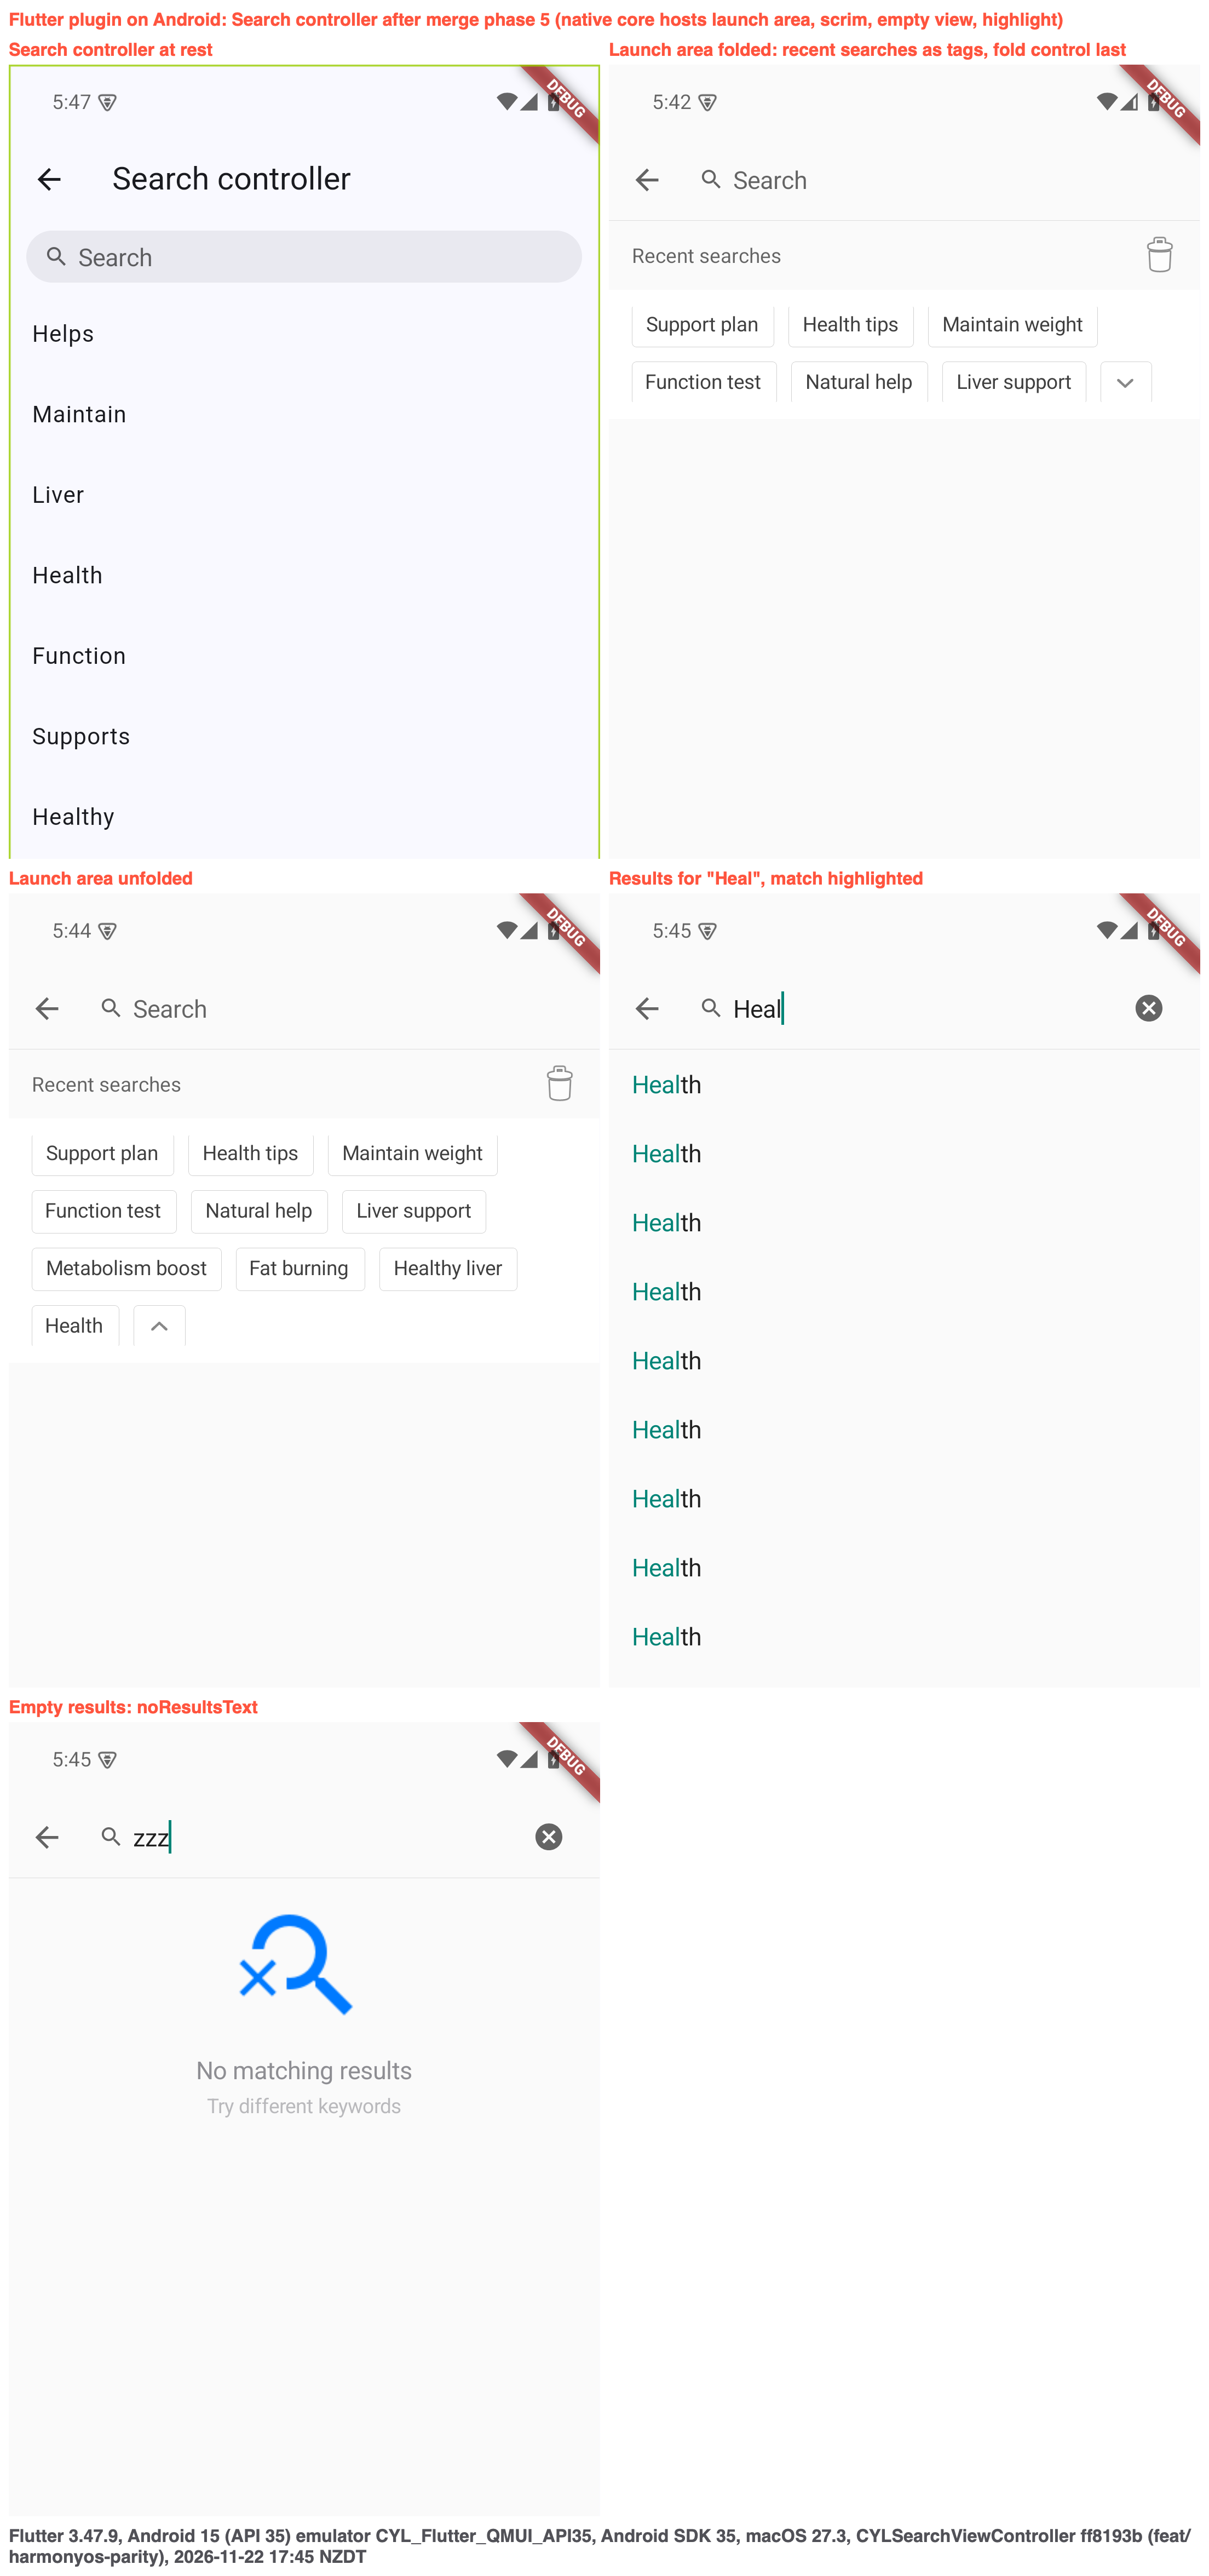 Flutter plugin on Android: Search controller after merge phase 5 (native core hosts launch area, scrim, empty view, highlight)
Search controller at rest
5:47
DEBUG
Search controller
Search
Helps
Maintain
Liver
Health
Function
Supports
Healthy
Launch area folded: recent searches as tags, fold control last
5:42
DEBUG
Search
Recent searches
Support plan
Health tips
Maintain weight
Function test
Natural help
Liver support
Launch area unfolded
5:44
DEBUG
Search
Recent searches
Support plan
Health tips
Maintain weight
Function test
Natural help
Liver support
Metabolism boost
Fat burning
Healthy liver
Health
Results for "Heal", match highlighted
5:45
DEBUG
Heal
Health
Health
Health
Health
Health
Health
Health
Health
Health
Empty results: noResultsText
5:45
DEBUG
zzz
No matching results
Try different keywords
Flutter 3.47.9, Android 15 (API 35) emulator CYL_Flutter_QMUI_API35, Android SDK 35, macOS 27.3, CYLSearchViewController ff8193b (feat/
harmonyos-parity), 2026-11-22 17:45 NZDT